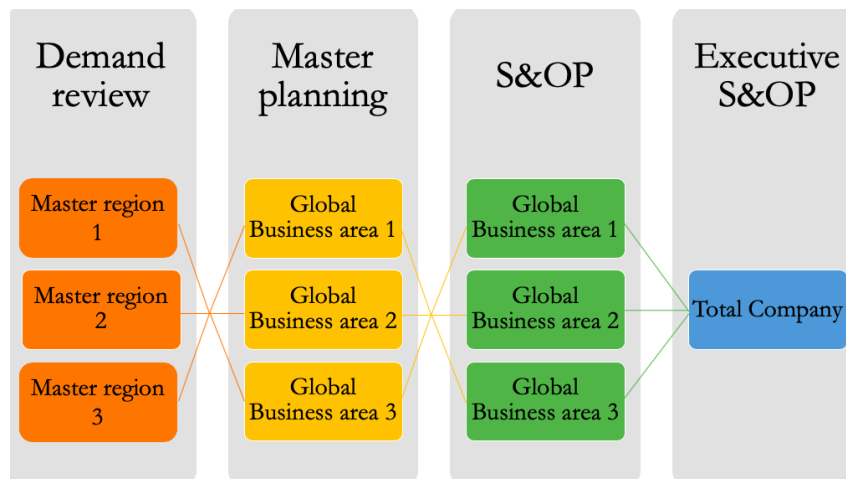 Demand
review
Master
planning
S&OP
Executive
S&OP
Master region
1
Master region
2
Master region
3
Global
Business area 1
Global
Business area 2
Global
Business area 3
Global
Business area 1
Global
Business area 2
Global
Business area 3
Total Company